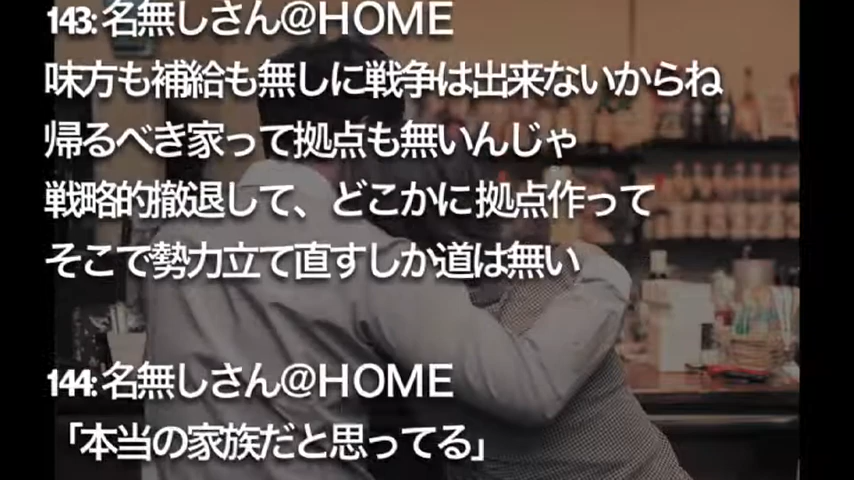 143: 名無しさん@HOME
味方も補給も無しに戦争は出来ないからね
帰るべき家って拠点も無いんじゃ
戦略的撤退して、どこかに拠点作って
そこで勢力立て直すしか道は無い
144: 名無しさん@HOME
「本当の家族だと思ってる」